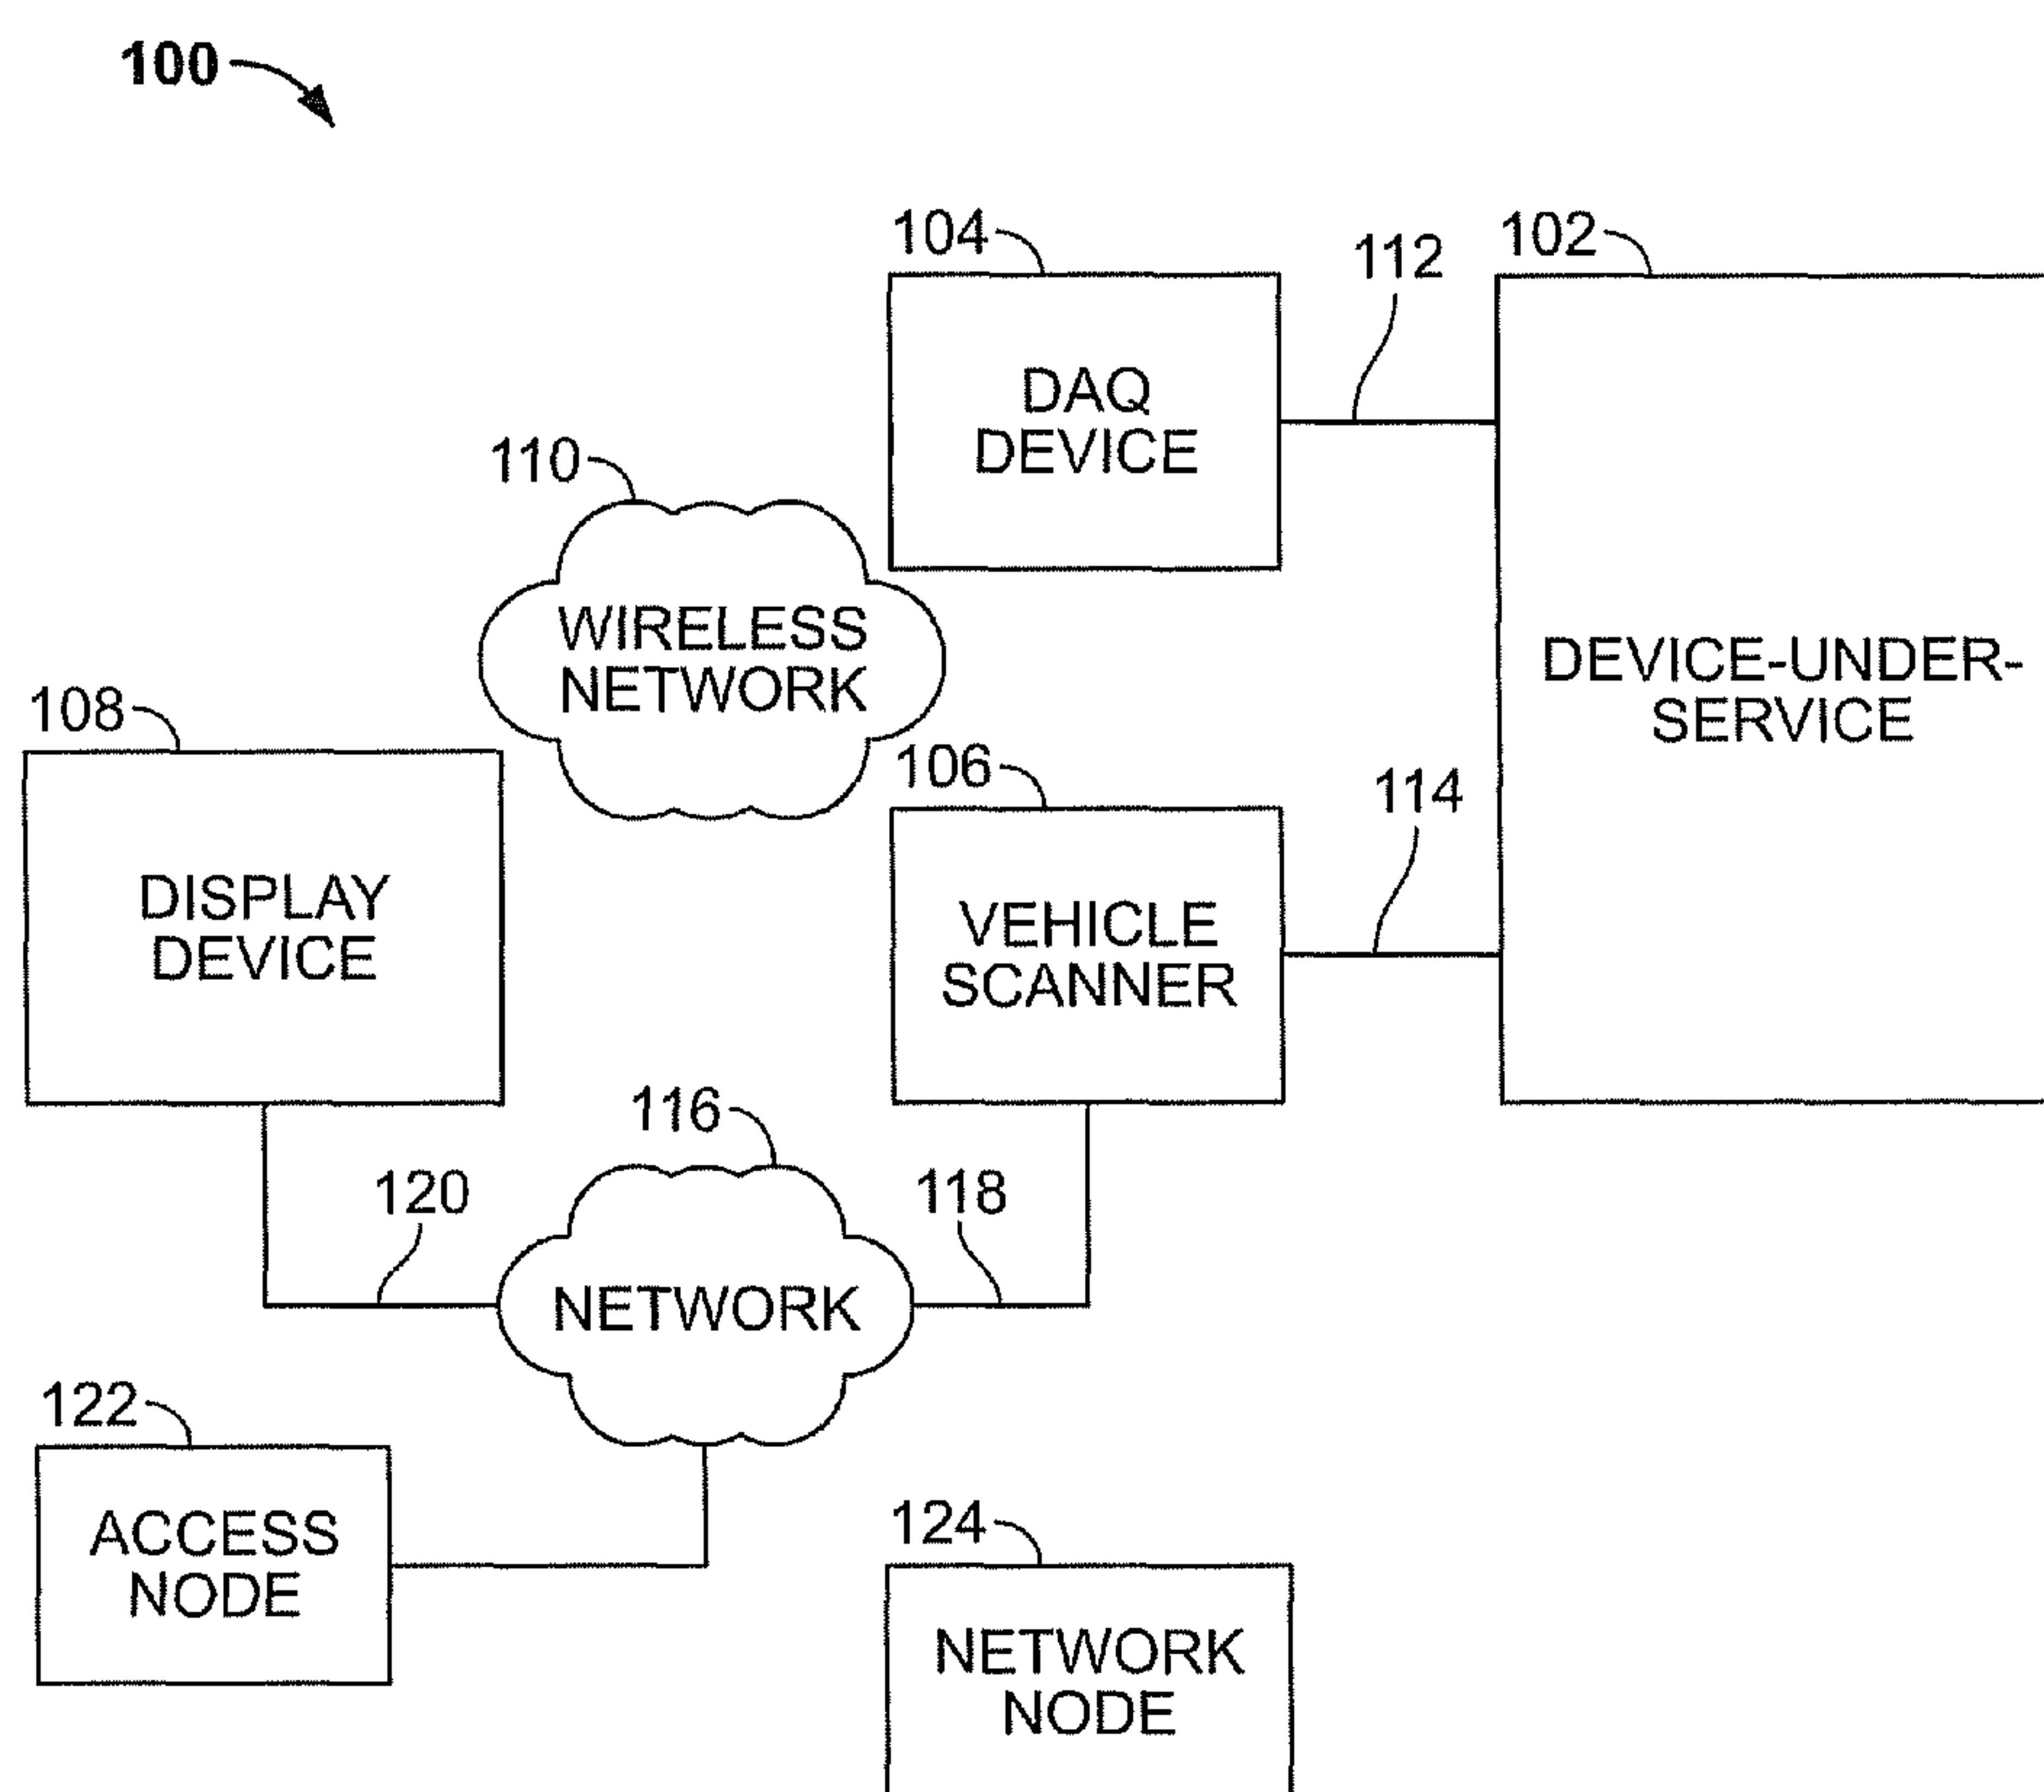 100
104
112
102
DAQ
DEVICE
110
WIRELESS
NETWORK
DEVICE-UNDER-
SERVICE
108
106
114
DISPLAY
DEVICE
VEHICLE
SCANNER
116
120
118
NETWORK
122
ACCESS
NODE
124
NETWORK
NODE